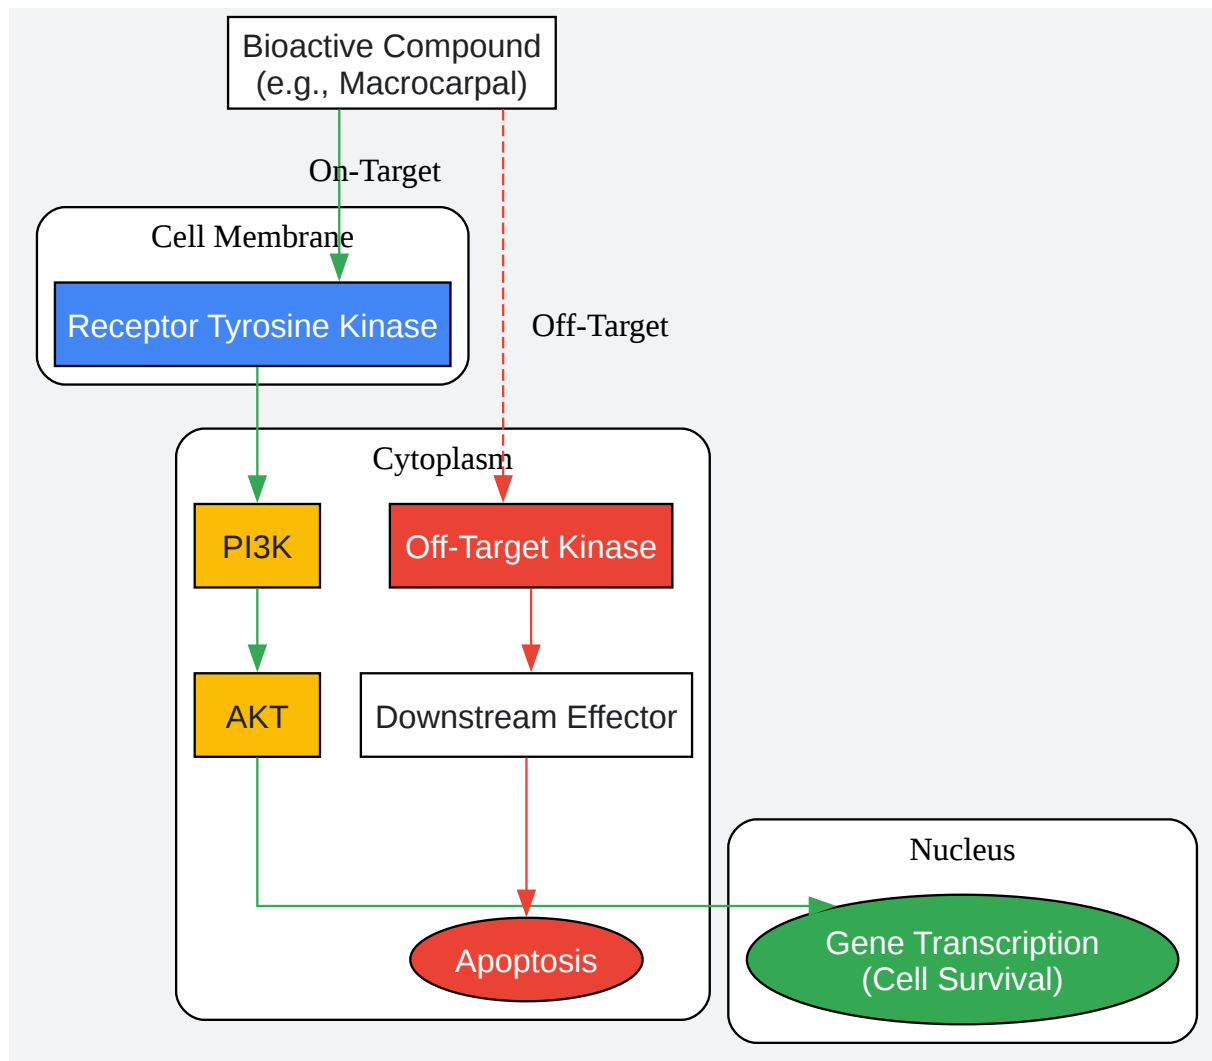 Bioactive Compound
(e.g., Macrocarpal)
On-Target
Cell Membrane
Receptor Tyrosine Kinase
Off-Target
Cytoplasm
PI3K
Off-Target Kinase
AKT
Downstream Effector
Nucleus
Gene Transcription
(Cell Survival)
Apoptosis